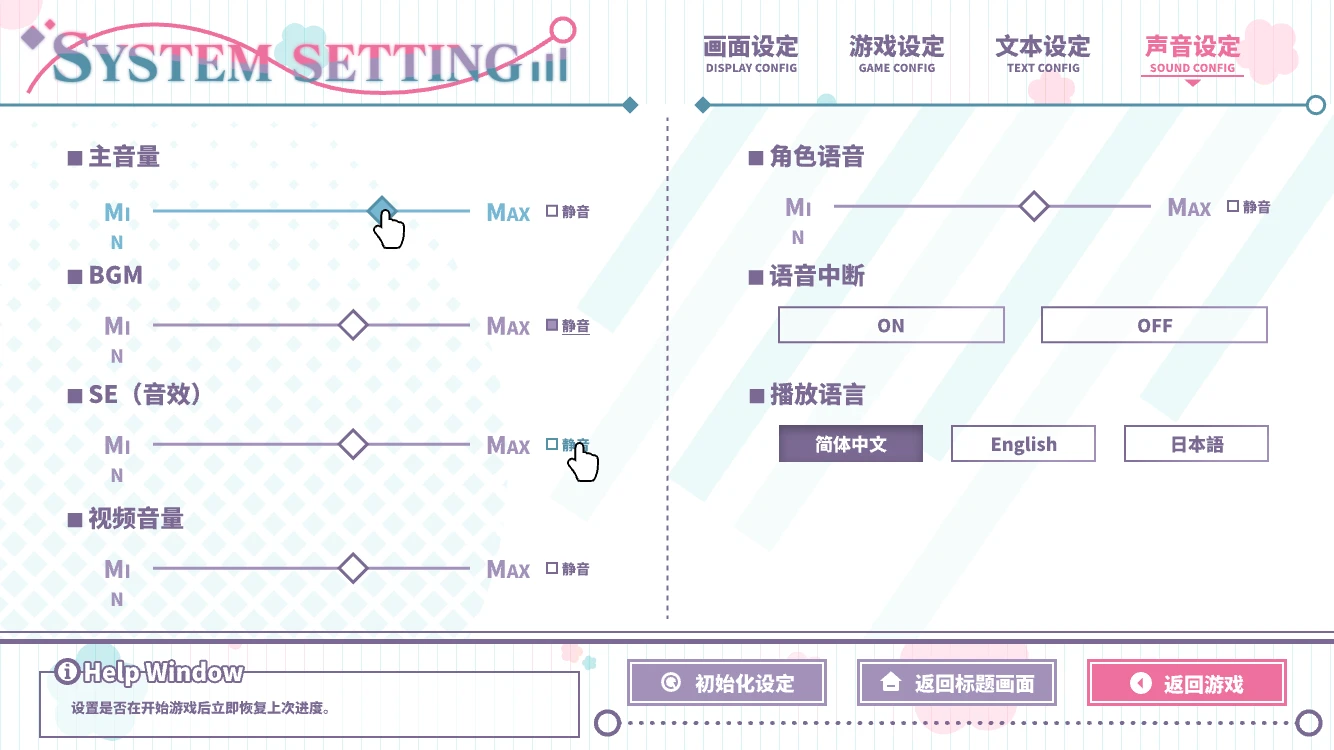 SYSTEM SETTING
画面设定
DISPLAY CONFIG
游戏设定
GAME CONFIG
文本设定
TEXT CONFIG
声音设定
SOUND CONFIG
主音量
MI
N
MAX
静音
BGM
MI
N
MAX
静音
SE（音效）
MI
N
MAX
静音
视频音量
MI
N
MAX
静音
角色语音
MI
N
MAX
静音
语音中断
ON
OFF
播放语言
简体中文
English
日本語
Help Window
设置是否在开始游戏后立即恢复上次进度。
初始化设定
返回标题画面
返回游戏